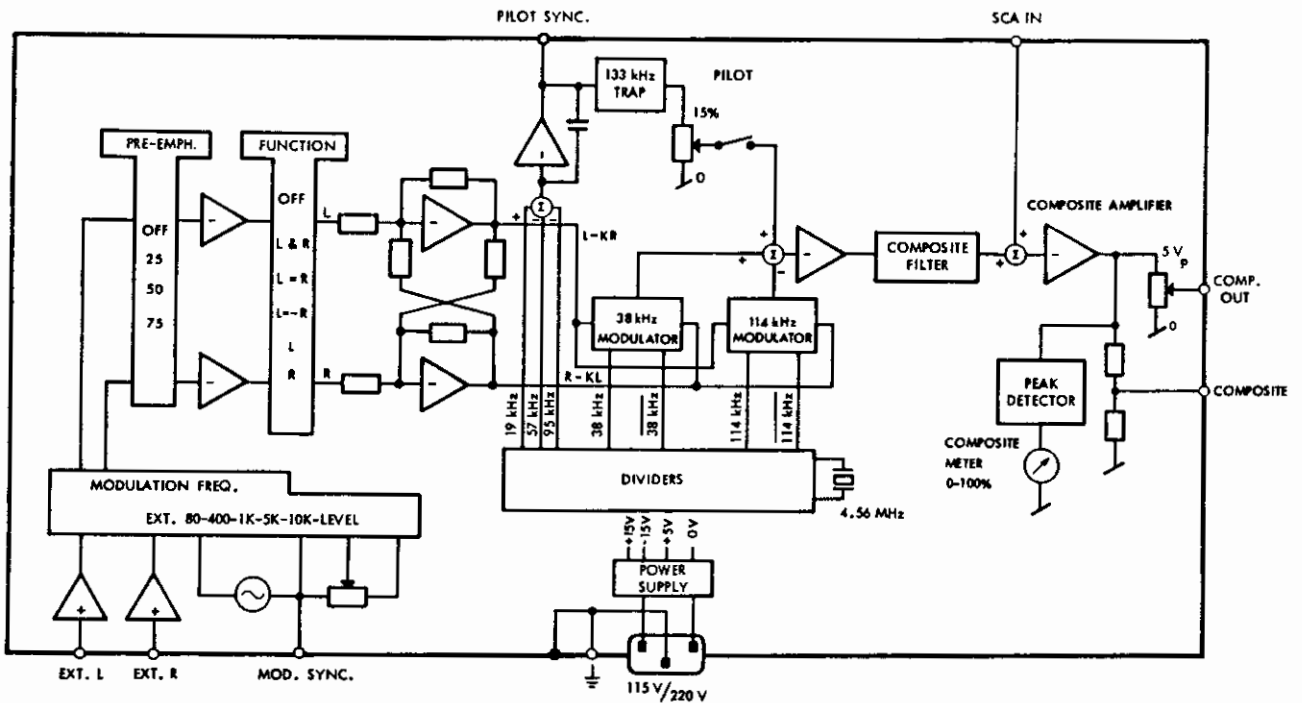 PILOT SYNC.
SCA IN
133 kHz
TRAP
PILOT
15%
0
PRE-EMPH.
OFF
25
50
75
FUNCTION
OFF
L & R
L = R
L=-R
L
R
L
R
+
-
-
Σ
L-KR
R-KL
38 kHz
MODULATOR
114 kHz
MODULATOR
+
+
Σ
-
COMPOSITE
FILTER
+
+
Σ
COMPOSITE AMPLIFIER
5 Vp
0
COMP.
OUT
COMPOSITE
PEAK
DETECTOR
COMPOSITE
METER
0-100%
19 kHz
57 kHz
95 kHz
38 kHz
38 kHz
114 kHz
114 kHz
DIVIDERS
4.56 MHz
+15V
-15V
+5V
0V
POWER
SUPPLY
115 V/220 V
MODULATION FREQ.
EXT. 80-400-1K-5K-10K-LEVEL
EXT. L
EXT. R
MOD. SYNC.